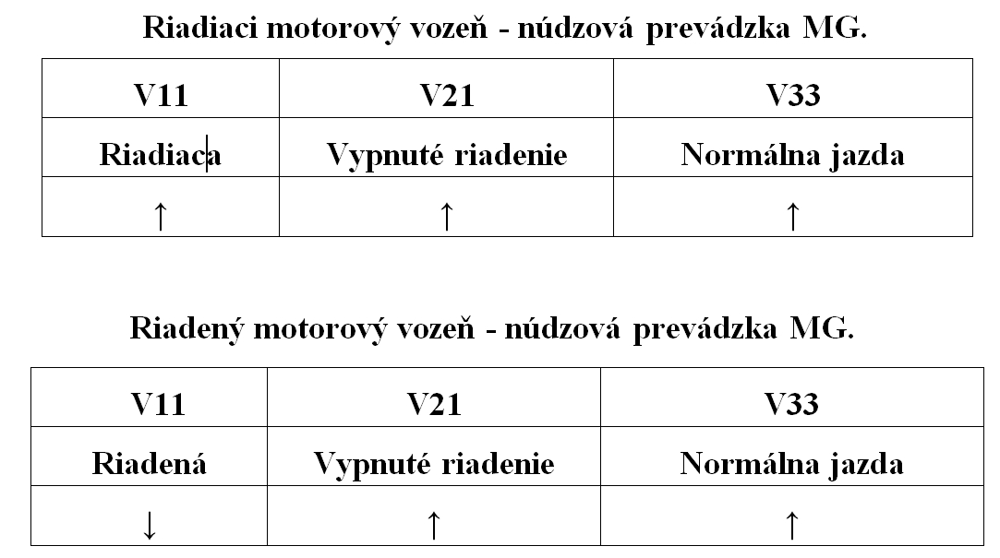 Riadiaci motorový vozeň - núdzová prevádzka MG.
V11 V21 V33
Riadiaca Vypnuté riadenie Normálna jazda
↑ ↑ ↑
Riadený motorový vozeň - núdzová prevádzka MG.
V11 V21 V33
Riadená Vypnuté riadenie Normálna jazda
↓ ↑ ↑